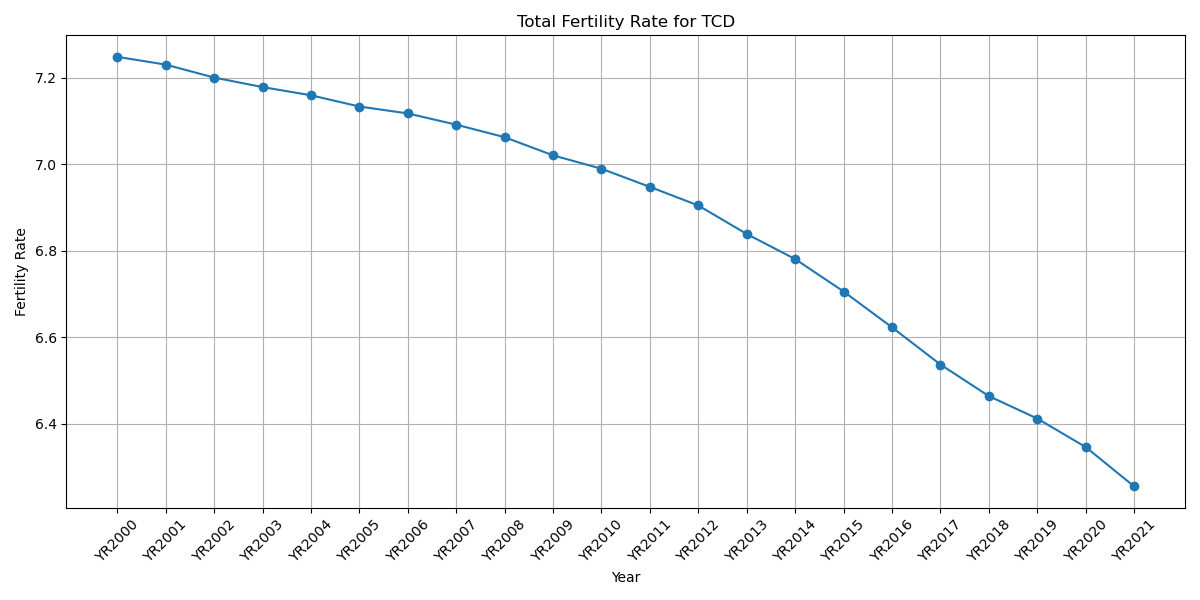 Total Fertility Rate for TCD
Fertility Rate
7.2
7.0
6.8
6.6
6.4
YR2000
YR2001
YR2002
YR2003
YR2004
YR2005
YR2006
YR2007
YR2008
YR2009
YR2010
YR2011
YR2012
YR2013
YR2014
YR2015
YR2016
YR2017
YR2018
YR2019
YR2020
YR2021
Year